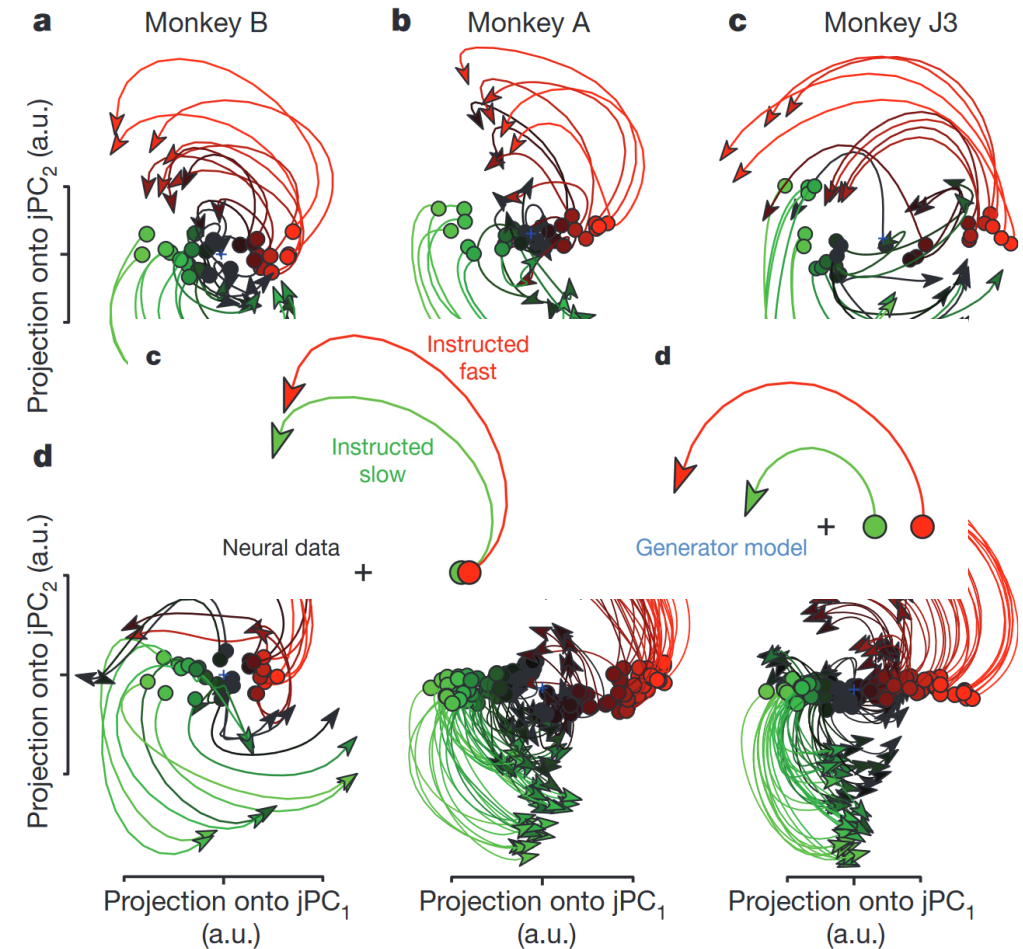 a Monkey B
b Monkey A
c Monkey J3
Projection onto jPC2 (a.u.)
c
Instructed
fast
Instructed
slow
Neural data
+
d
+
Generator model
d
Projection onto jPC2 (a.u.)
Projection onto jPC1
(a.u.)
Projection onto jPC1
(a.u.)
Projection onto jPC1
(a.u.)